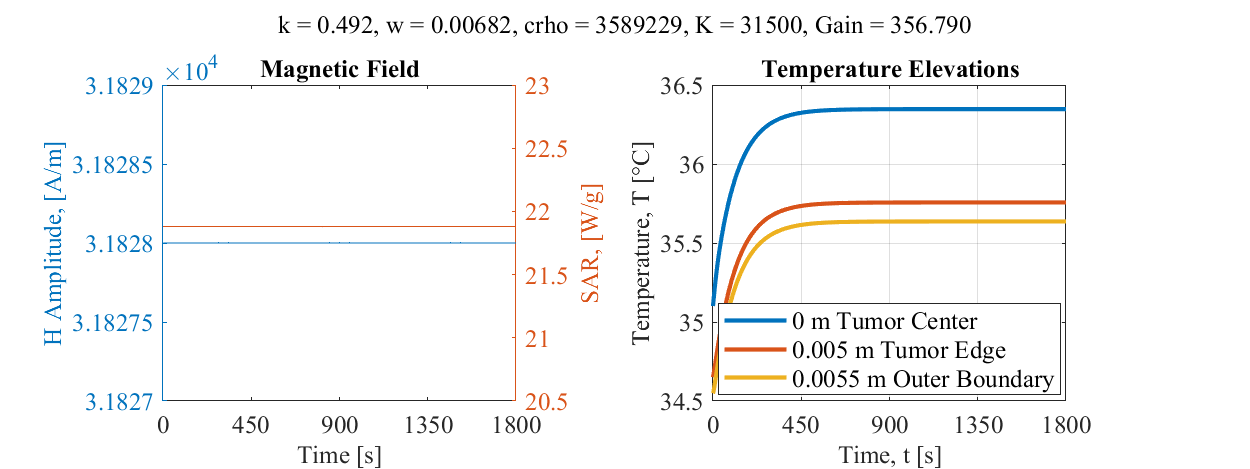 k = 0.492, w = 0.00682, crho = 3589229, K = 31500, Gain = 356.790
Magnetic Field
×10⁴
3.1829
3.18285
3.1828
3.18275
3.1827
H Amplitude, [A/m]
23
22.5
22
21.5
21
20.5
SAR, [W/g]
0 450 900 1350 1800
Time [s]
Temperature Elevations
36.5
36
35.5
35
34.5
Temperature, T [°C]
0 m Tumor Center
0.005 m Tumor Edge
0.0055 m Outer Boundary
0 450 900 1350 1800
Time, t [s]